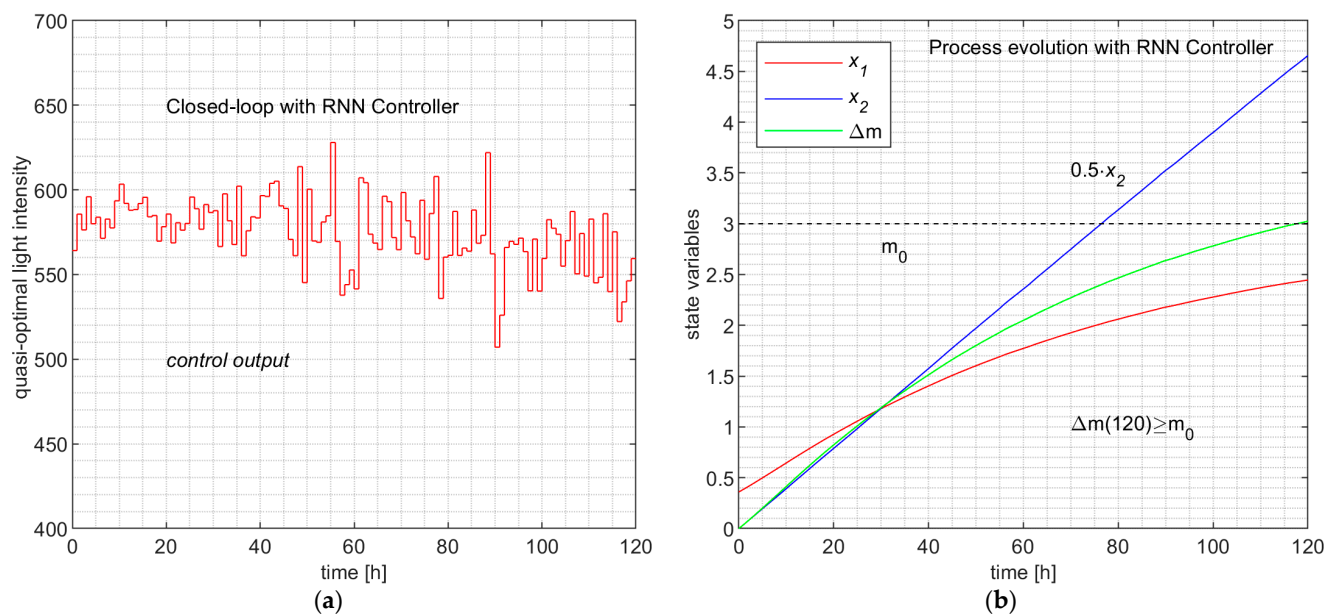 700
650
600
550
500
450
400
quasi-optimal light intensity
Closed-loop with RNN Controller
control output
0 20 40 60 80 100 120
time [h]
(a)
5
4.5
4
3.5
3
2.5
2
1.5
1
0.5
0
state variables
Process evolution with RNN Controller
x1
x2
Δm
0.5·x2
m0
Δm(120)≥m0
0 20 40 60 80 100 120
time [h]
(b)